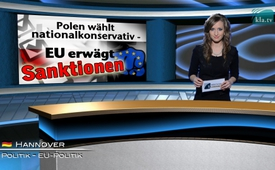 Polen wählt
nationalkonservativ -
EU erwägt
Sanktionen
kla.tv
HANNOVER
POLITIK - EU-POLITIK